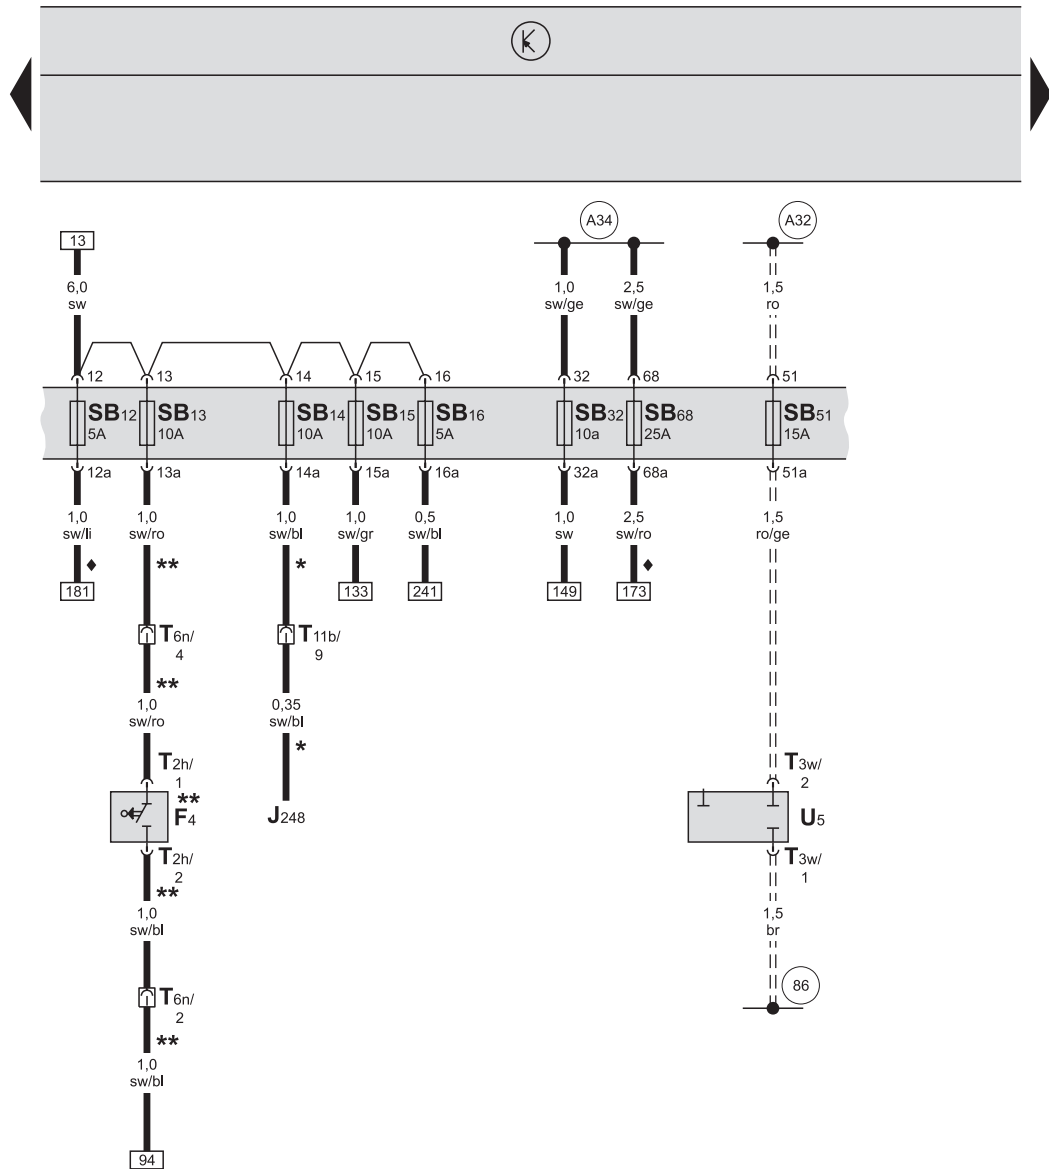 A34 A32
13
6,0 1,0 2,5 1,5
sw sw/ge sw/ge ro
12 13 14 15 16 32 68 51
SB12 SB13 SB14 SB15 SB16 SB32 SB68 SB51
5A 10A 10A 10A 5A 10a 25A 15A
12a 13a 14a 15a 16a 32a 68a 51a
1,0 1,0 1,0 1,0 0,5 1,0 2,5 1,5
sw/li sw/ro sw/bl sw/gr sw/bl sw sw/ro ro/ge
♦ ** * ♦
181 133 241 149 173
T6n/ T11b/
4 9
**
1,0 0,35
sw/ro sw/bl
*
T2h/ T3w/
1 2
**
F4 J248 U5
T2h/ T3w/
2 1
**
1,0 1,5
sw/bl br
86
T6n/
2
**
1,0
sw/bl
94